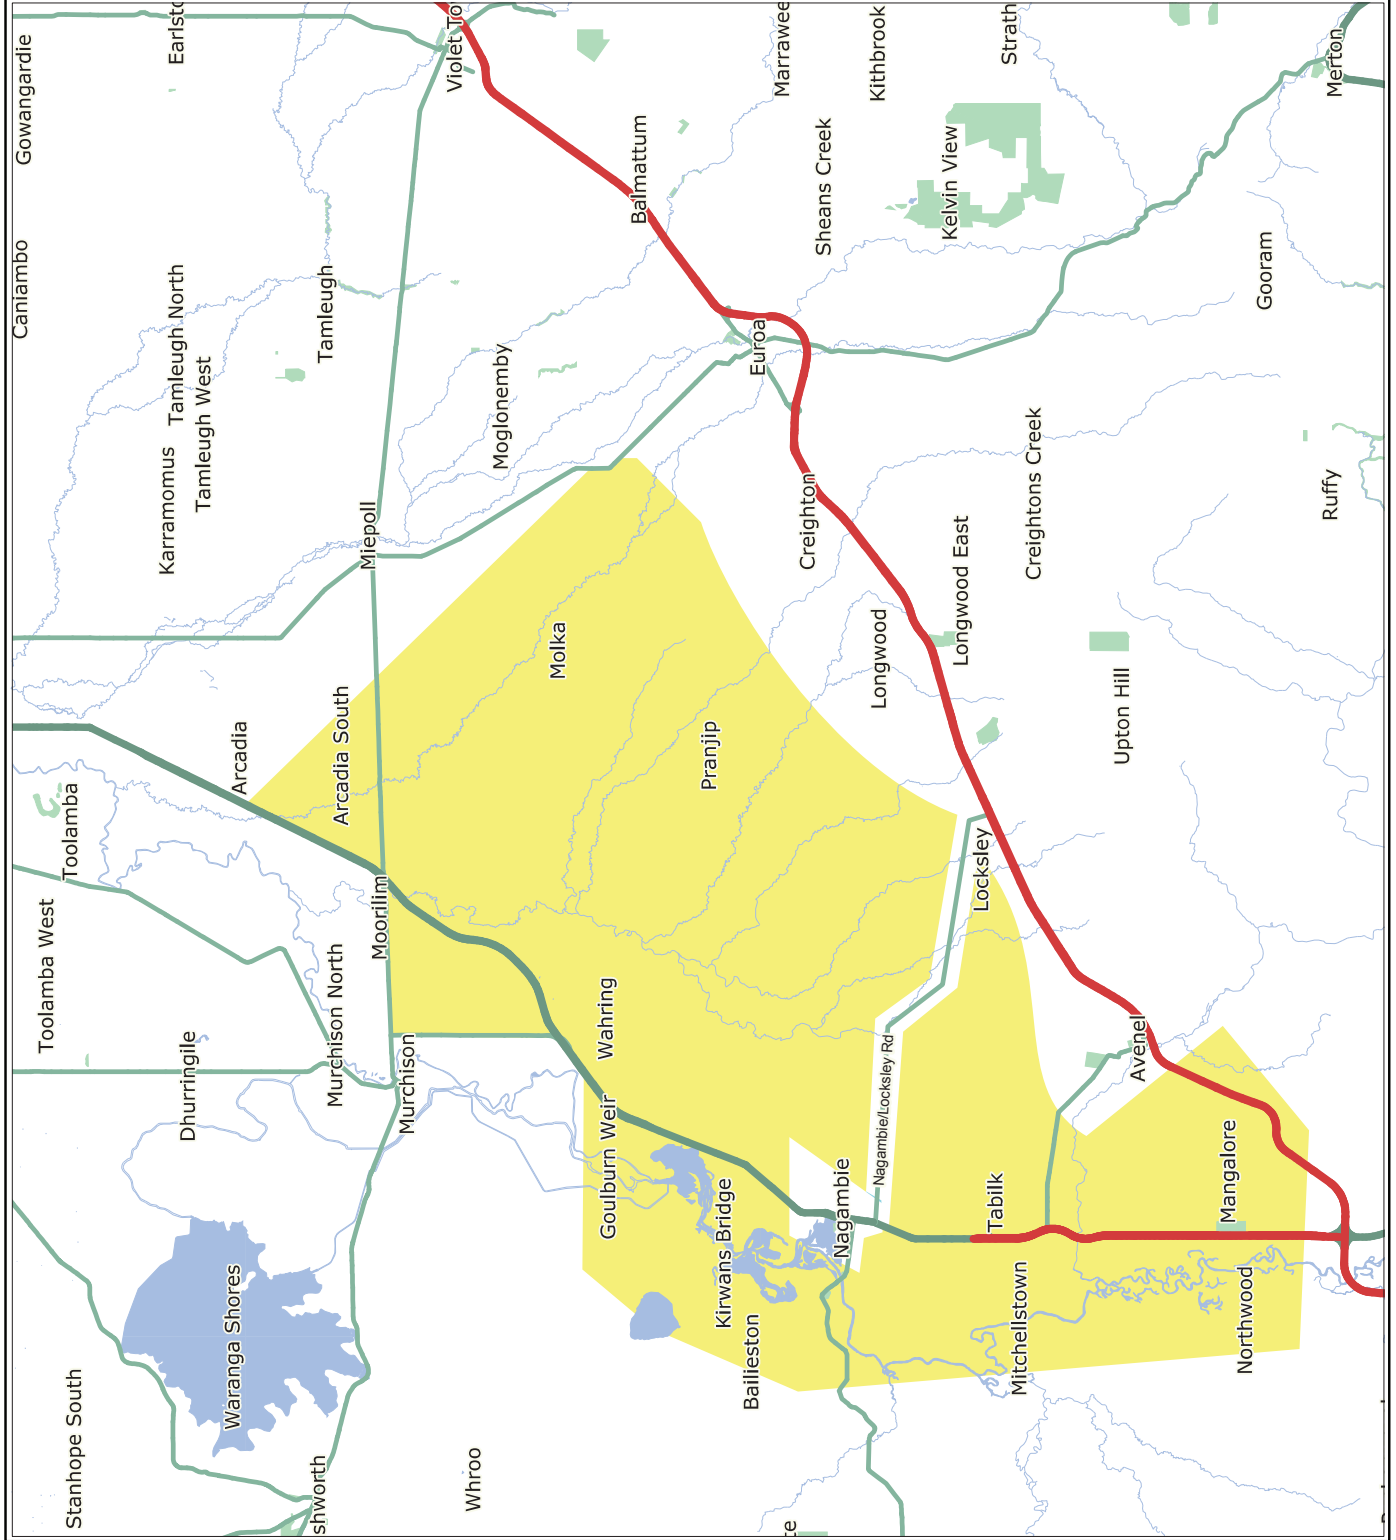 Gowangardie
Caniambo
Toolamba
Toolamba West
Stanhope South
Karramomus
Tamleugh North
Tamleugh West
Arcadia
Dhurringile
Waranga Shores
Tamleugh
Arcadia South
Murchison North
Miepoll
Moorilim
Murchison
Whroo
Moglonemby
Molka
Balmattum
Wahring
Goulburn Weir
Pranjip
Kirwans Bridge
Bailieston
Euroa
Sheans Creek
Kithbrook
Creighton
Longwood
Nagambie
Nagambie/Locksley Rd
Kelvin View
Longwood East
Locksley
Tabilk
Mitchellstown
Creightons Creek
Upton Hill
Avenel
Mangalore
Northwood
Gooram
Merton
Ruffy